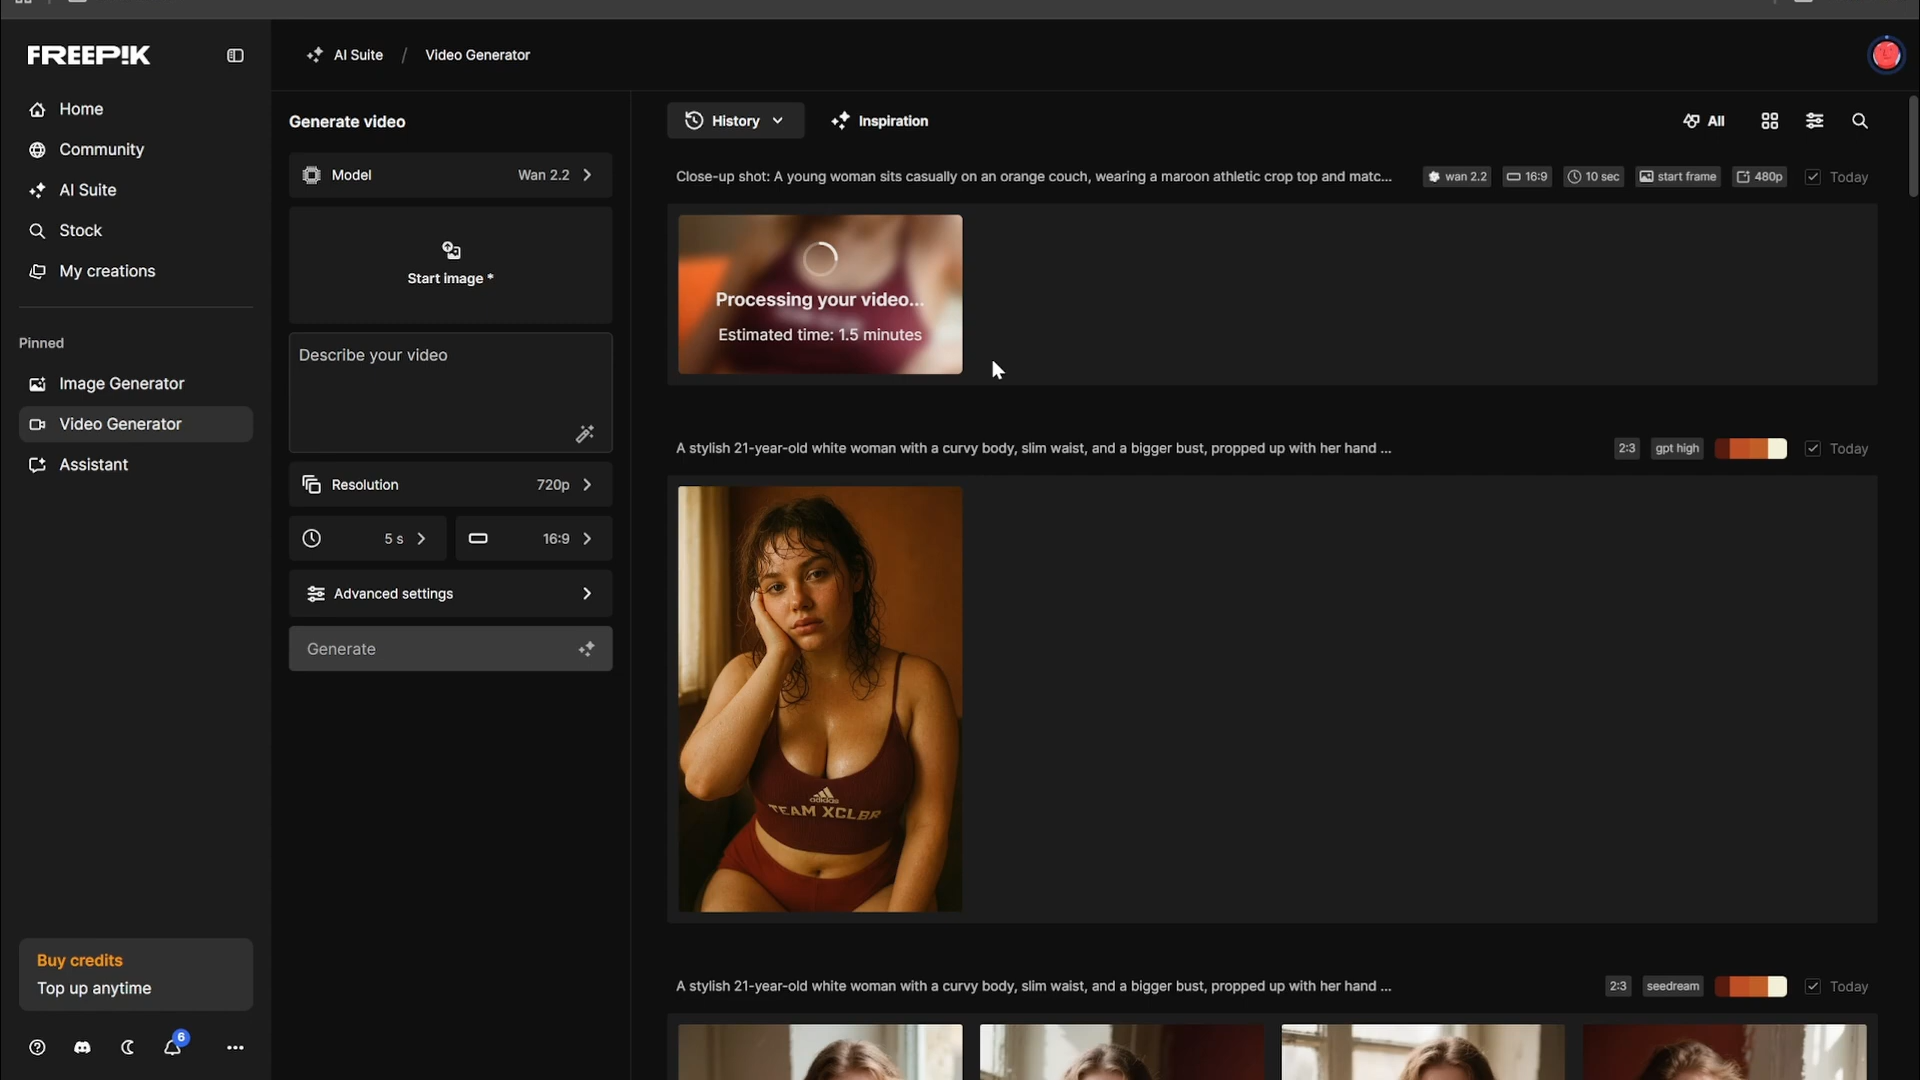 FREEP!K
AI Suite / Video Generator
Home
Community
AI Suite
Stock
My creations
Pinned
Image Generator
Video Generator
Assistant
Buy credits
Top up anytime
6
Generate video
Model Wan 2.2
Start image *
Describe your video
Resolution 720p
5 s
16:9
Advanced settings
Generate
History
Inspiration
All
Close-up shot: A young woman sits casually on an orange couch, wearing a maroon athletic crop top and matc...
wan 2.2 16:9 10 sec start frame 480p Today
Processing your video...
Estimated time: 1.5 minutes
A stylish 21-year-old white woman with a curvy body, slim waist, and a bigger bust, propped up with her hand ...
2:3 gpt high Today
adidas
TEAM XCLBR
A stylish 21-year-old white woman with a curvy body, slim waist, and a bigger bust, propped up with her hand ...
2:3 seedream Today